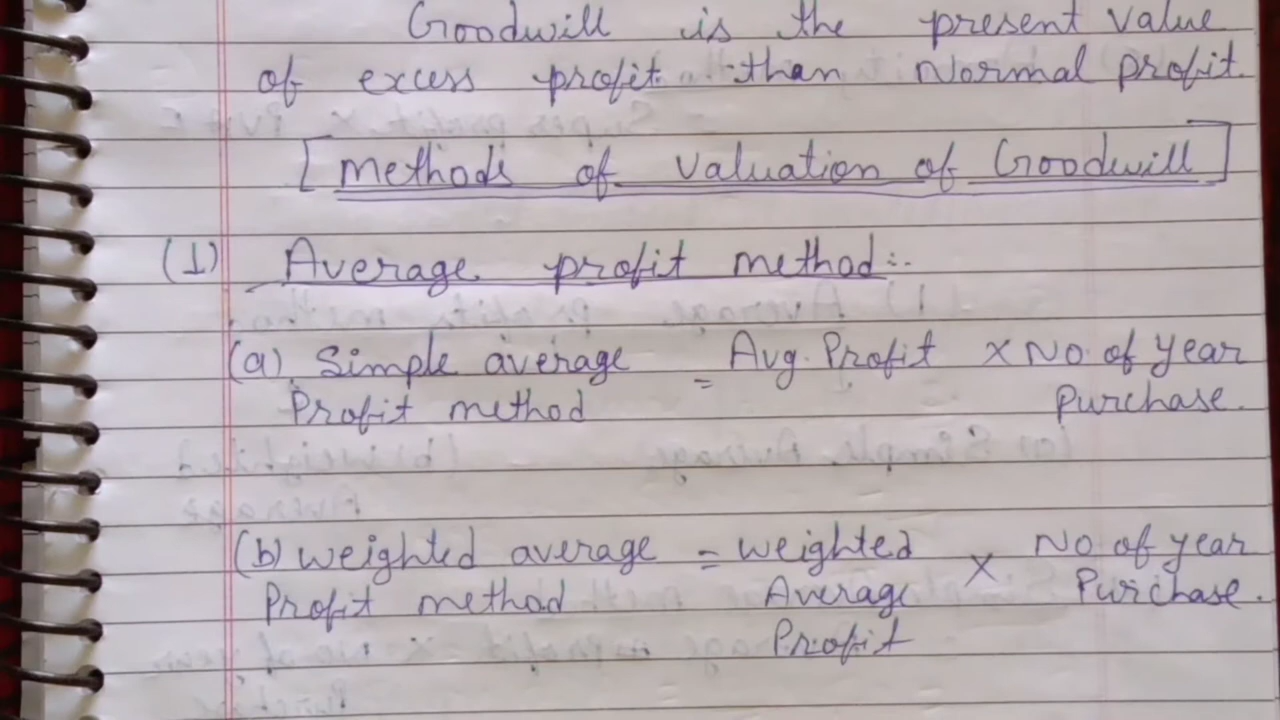 Goodwill is the present value
of excess profit than Normal profit.
[Methods of valuation of Goodwill]
(1) Average profit method:-
(a) Simple average = Avg. Profit × No. of year
Profit method Purchase.
(b) weighted average = weighted × No of year
Profit method Average Purchase.
Profit